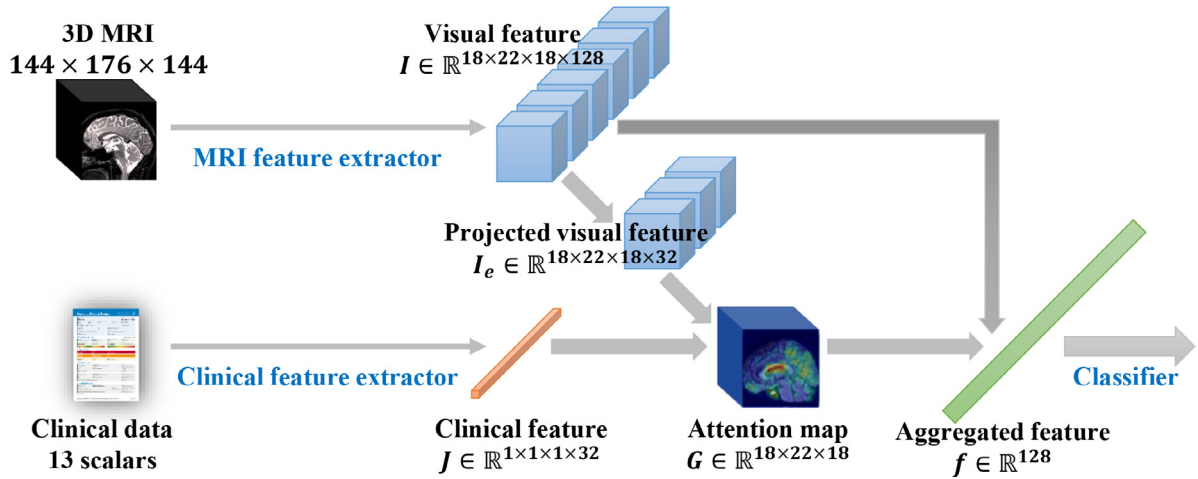 3D MRI
144 × 176 × 144
Visual feature
I ∈ ℝ^{18×22×18×128}
MRI feature extractor
Projected visual feature
I_e ∈ ℝ^{18×22×18×32}
Clinical feature extractor
Classifier
Clinical data
13 scalars
Clinical feature
J ∈ ℝ^{1×1×1×32}
Attention map
G ∈ ℝ^{18×22×18}
Aggregated feature
f ∈ ℝ^{128}